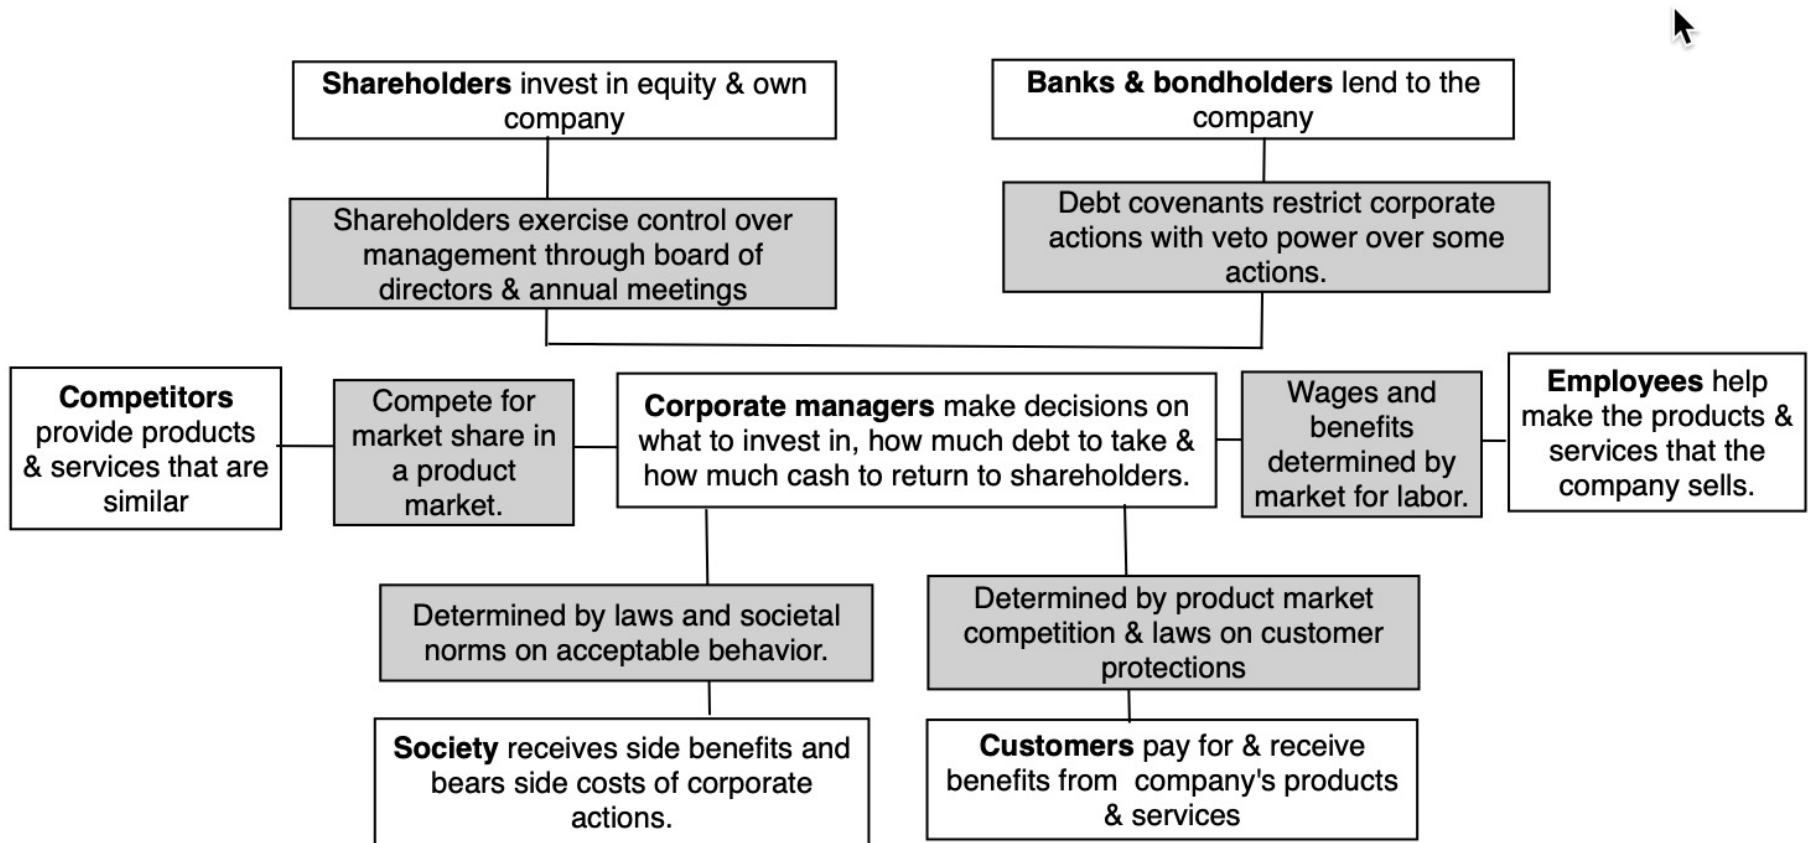 Shareholders invest in equity & own
company
Banks & bondholders lend to the
company
Shareholders exercise control over
management through board of
directors & annual meetings
Debt covenants restrict corporate
actions with veto power over some
actions.
Competitors
provide products
& services that are
similar
Compete for
market share in
a product
market.
Corporate managers make decisions on
what to invest in, how much debt to take &
how much cash to return to shareholders.
Wages and
benefits
determined by
market for labor.
Employees help
make the products &
services that the
company sells.
Determined by laws and societal
norms on acceptable behavior.
Determined by product market
competition & laws on customer
protections
Society receives side benefits and
bears side costs of corporate
actions.
Customers pay for & receive
benefits from  company's products
& services